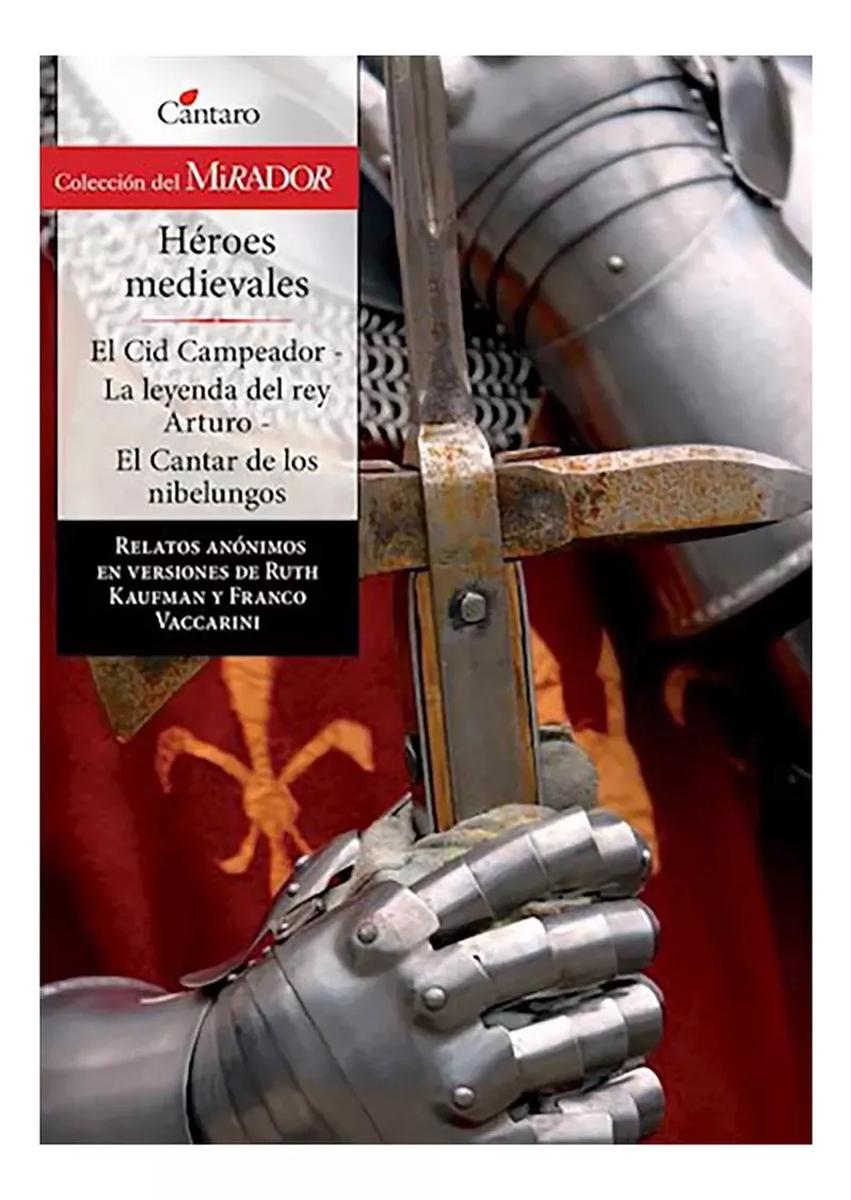 Cántaro
Colección del MiRADOR
Héroes
medievales
El Cid Campeador -
La leyenda del rey
Arturo -
El Cantar de los
nibelungos
RELATOS ANÓNIMOS
EN VERSIONES DE RUTH
KAUFMAN Y FRANCO
VACCARINI